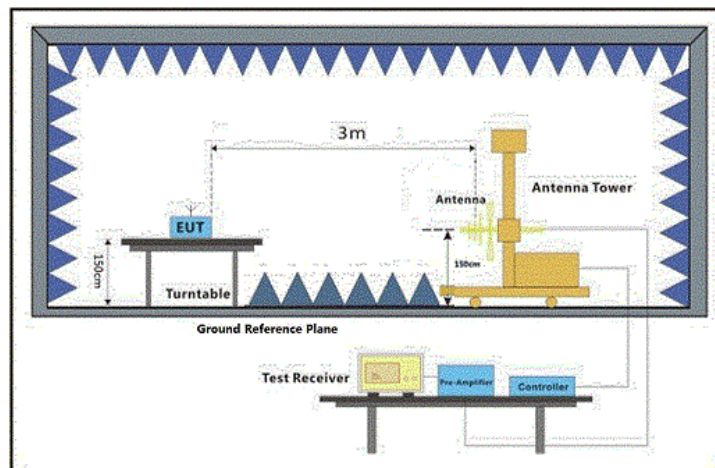 3m
Antenna Tower
Antenna
EUT
150cm
150cm
Turntable
Ground Reference Plane
Test Receiver
Pre-Amplifier
Controller